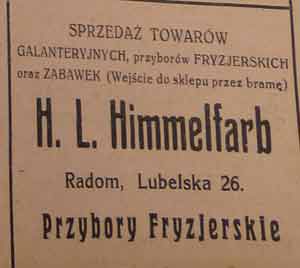 SPRZEDAŻ TOWARÓW
GALANTERYJNYCH, przyborów FRYZJERSKICH
oraz ZABAWEK (Wejście do sklepu przez bramę)
H. L. Himmelfarb
Radom, Lubelska 26.
Przybory Fryzjerskie